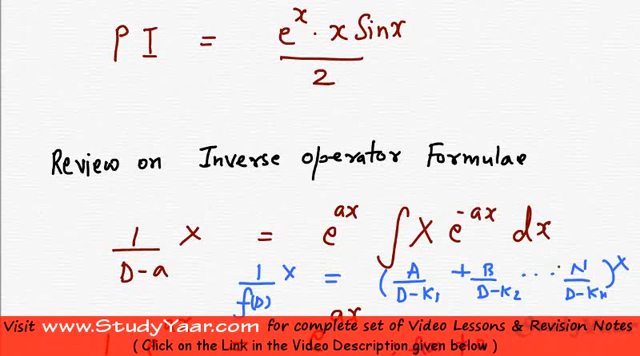 PI = e^x · x Sinx / 2
Review on Inverse operator Formulae
1/(D-a) X = e^ax ∫ X e^-ax dx
1/f(D) X = (A/(D-K₁) + B/(D-K₂) ... N/(D-Kn)) X
ax
Visit www.StudyYaar.com for complete set of Video Lessons & Revision Notes
( Click on the Link in the Video Description given below )